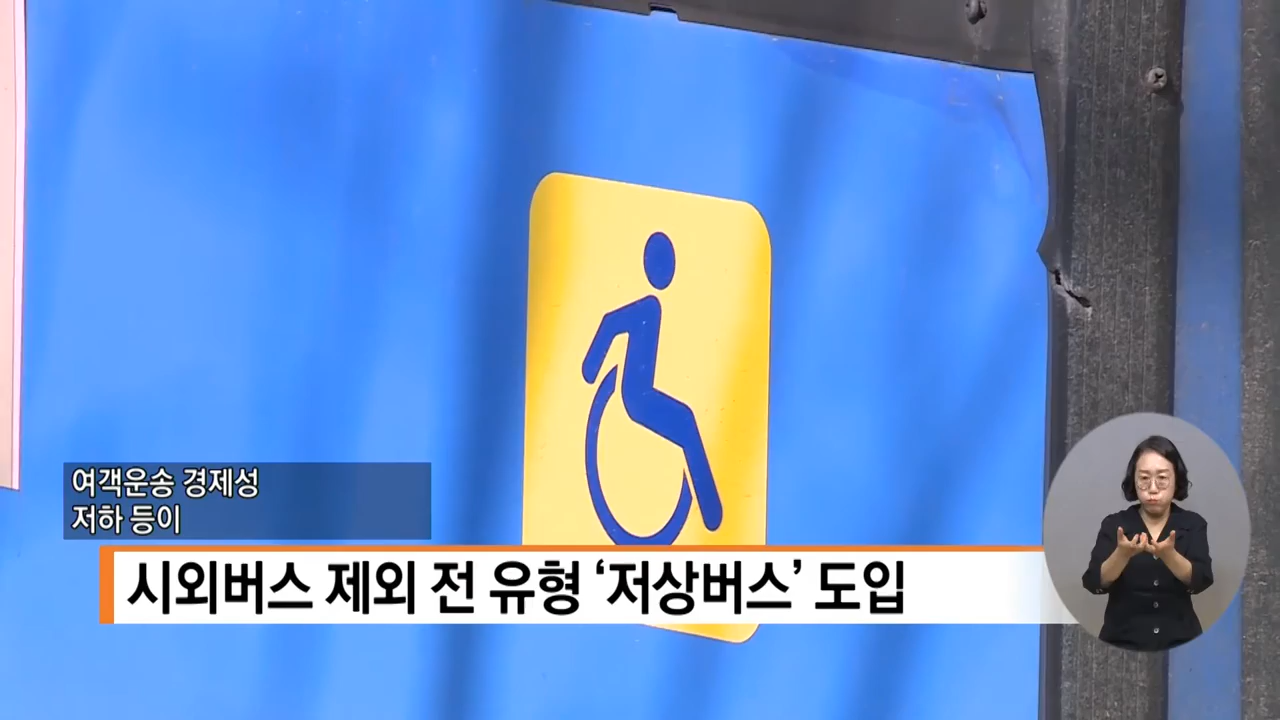 여객운송 경제성
저하 등이
시외버스 제외 전 유형 ‘저상버스’ 도입